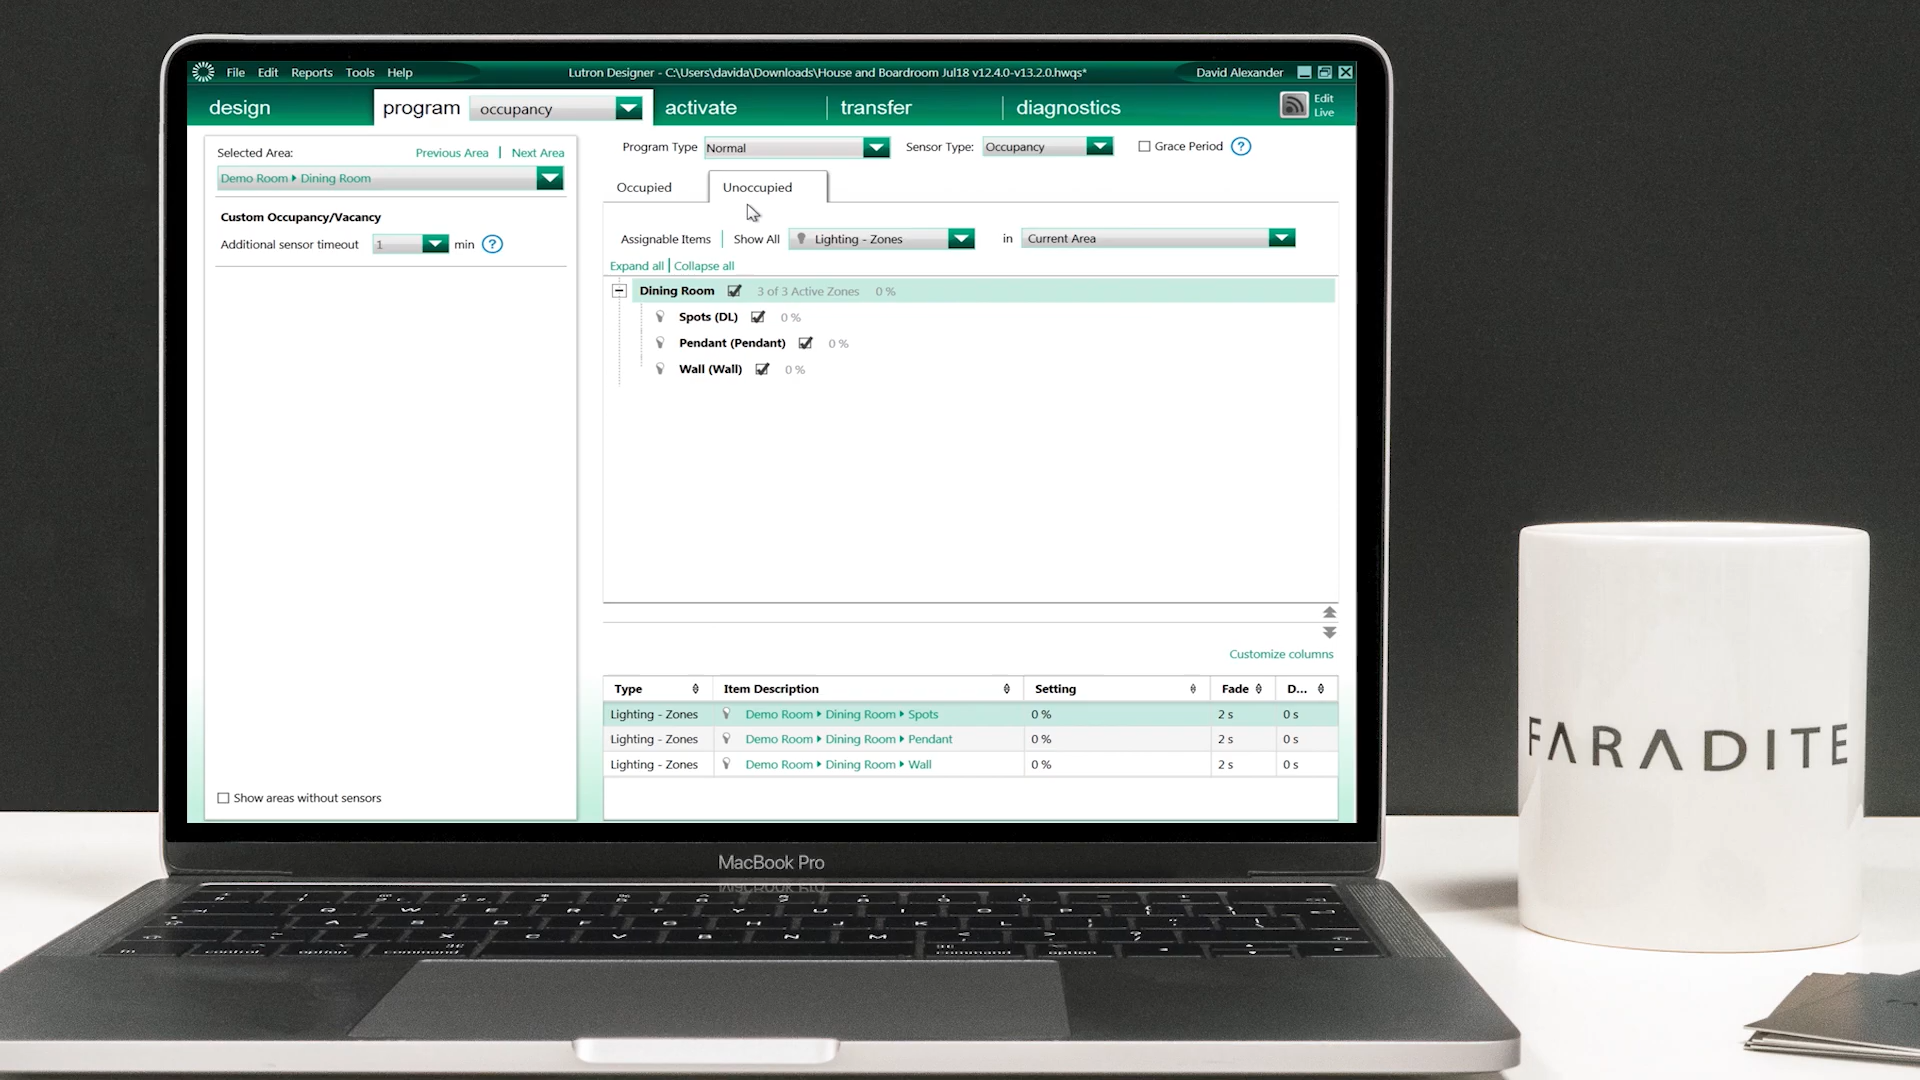 File Edit Reports Tools Help
Lutron Designer - C:\Users\davida\Downloads\House and Boardroom Jul18 v12.4.0-v13.2.0.hwqs*
David Alexander
design
program
occupancy
activate
transfer
diagnostics
Edit
Live
Selected Area:
Previous Area | Next Area
Demo Room Dining Room
Custom Occupancy/Vacancy
Additional sensor timeout 1 min ?
Show areas without sensors
Program Type Normal Sensor Type: Occupancy Grace Period ?
Occupied Unoccupied
Assignable Items Show All Lighting - Zones in Current Area
Expand all | Collapse all
Dining Room 3 of 3 Active Zones 0 %
Spots (DL) 0 %
Pendant (Pendant) 0 %
Wall (Wall) 0 %
Customize columns
Type Item Description Setting Fade D...
Lighting - Zones Demo Room Dining Room Spots 0 % 2 s 0 s
Lighting - Zones Demo Room Dining Room Pendant 0 % 2 s 0 s
Lighting - Zones Demo Room Dining Room Wall 0 % 2 s 0 s
MacBook Pro
Q W E R T Y U I O P
A S D F G H J K L
Z X C V B N M
fn control option command command option
FARADITE